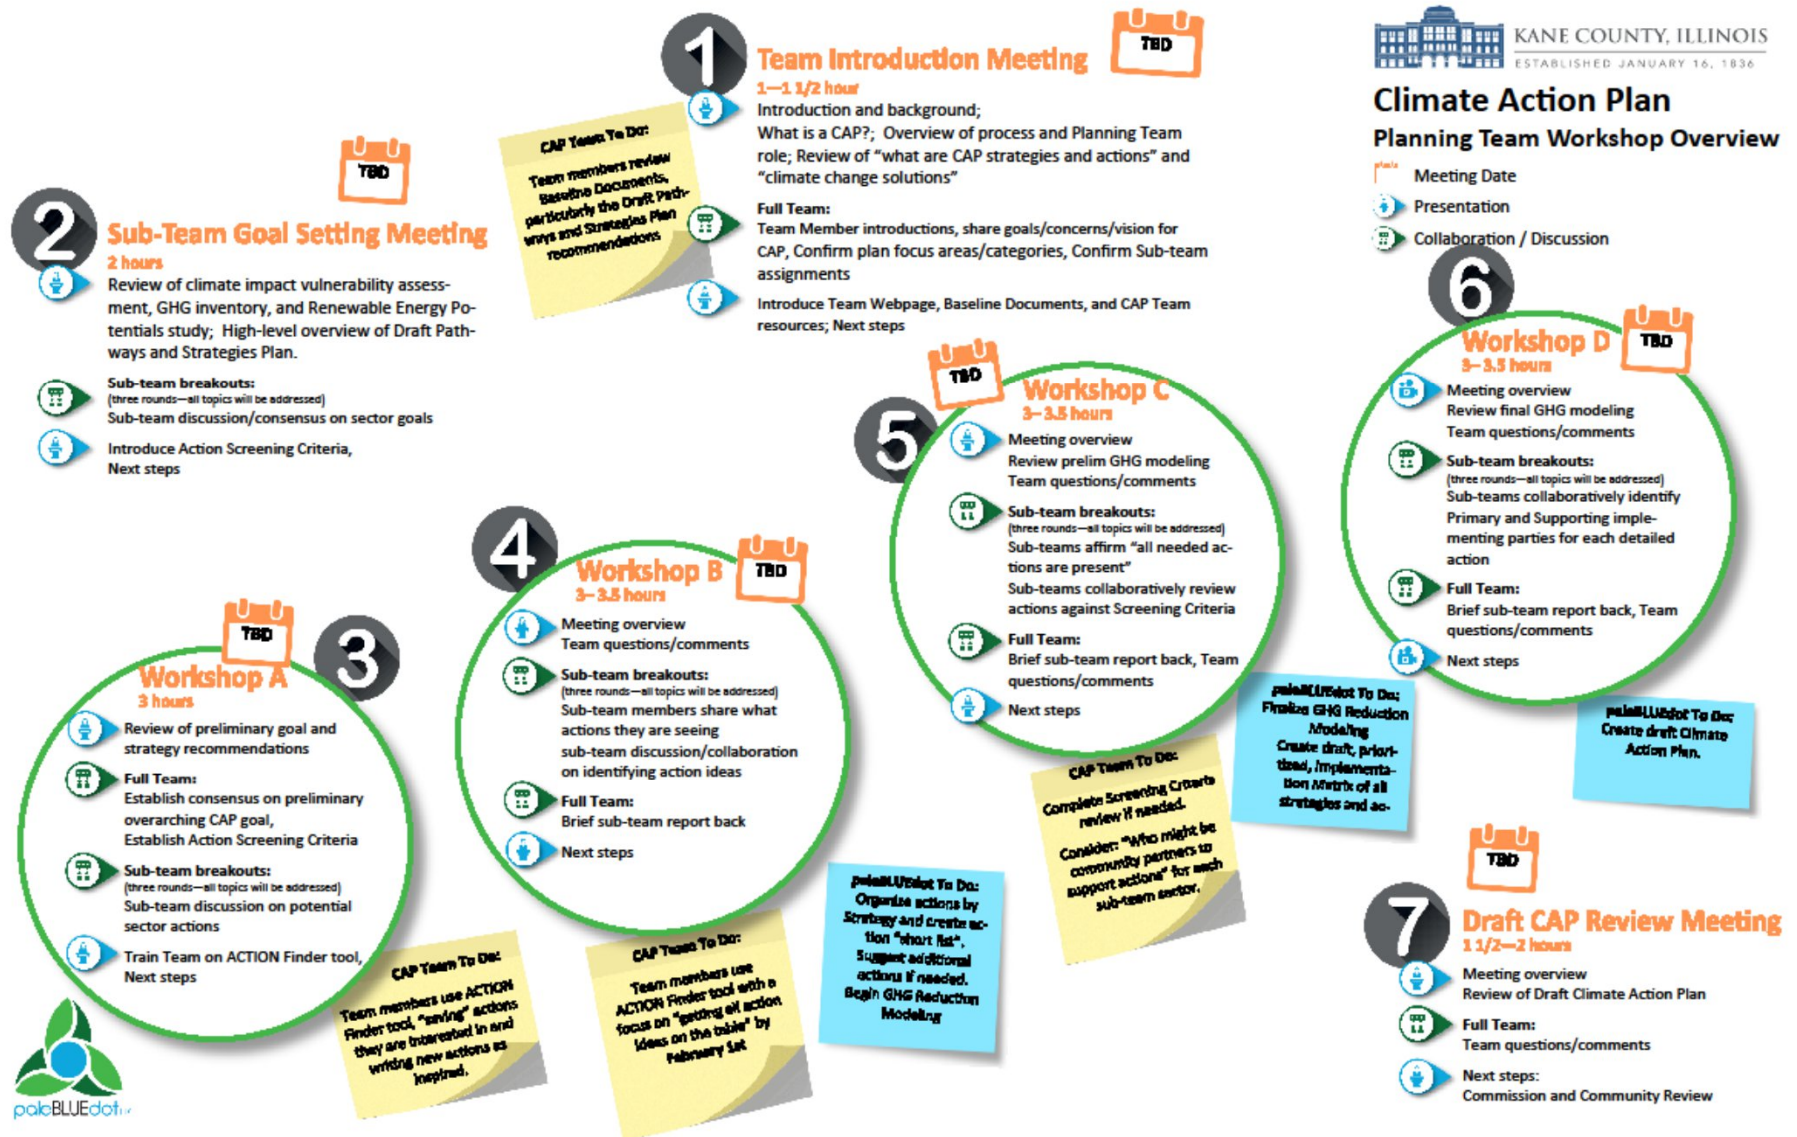 KANE COUNTY, ILLINOIS
ESTABLISHED JANUARY 16, 1836
Climate Action Plan
Planning Team Workshop Overview
Meeting Date
Presentation
Collaboration / Discussion
1
TBD
Team Introduction Meeting
1—1 1/2 hour
Introduction and background;
What is a CAP?; Overview of process and Planning Team
role; Review of “what are CAP strategies and actions” and
“climate change solutions”
Full Team:
Team Member introductions, share goals/concerns/vision for
CAP, Confirm plan focus areas/categories, Confirm Sub-team
assignments
Introduce Team Webpage, Baseline Documents, and CAP Team
resources; Next steps
CAP Team To Do:
Team members review
Baseline Documents,
particularly the Draft Path-
ways and Strategies Plan
recommendations
2
TBD
Sub-Team Goal Setting Meeting
2 hours
Review of climate impact vulnerability assess-
ment, GHG inventory, and Renewable Energy Po-
tentials study; High-level overview of Draft Path-
ways and Strategies Plan.
Sub-team breakouts:
(three rounds—all topics will be addressed)
Sub-team discussion/consensus on sector goals
Introduce Action Screening Criteria,
Next steps
3
TBD
Workshop A
3 hours
Review of preliminary goal and
strategy recommendations
Full Team:
Establish consensus on preliminary
overarching CAP goal,
Establish Action Screening Criteria
Sub-team breakouts:
(three rounds—all topics will be addressed)
Sub-team discussion on potential
sector actions
Train Team on ACTION Finder tool,
Next steps
CAP Team To Do:
Team members use ACTION
Finder tool, “saving” actions
they are interested in and
writing new actions as
inspired.
4
TBD
Workshop B
3– 3.5 hours
Meeting overview
Team questions/comments
Sub-team breakouts:
(three rounds—all topics will be addressed)
Sub-team members share what
actions they are seeing
sub-team discussion/collaboration
on identifying action ideas
Full Team:
Brief sub-team report back
Next steps
CAP Team To Do:
Team members use
ACTION Finder tool with a
focus on “getting all action
ideas on the table” by
February 1st
paleBLUEdot To Do:
Organize actions by
Strategy and create ac-
tion “short list”.
Suggest additional
actions if needed.
Begin GHG Reduction
Modeling
5
TBD
Workshop C
3– 3.5 hours
Meeting overview
Review prelim GHG modeling
Team questions/comments
Sub-team breakouts:
(three rounds—all topics will be addressed)
Sub-teams affirm “all needed ac-
tions are present”
Sub-teams collaboratively review
actions against Screening Criteria
Full Team:
Brief sub-team report back, Team
questions/comments
Next steps
CAP Team To Do:
Complete Screening Criteria
review if needed.
Consider: “Who might be
community partners to
support actions” for each
sub-team sector.
paleBLUEdot To Do:
Finalize GHG Reduction
Modeling
Create draft, priori-
tized, implementa-
tion Matrix of all
strategies and ac-
6
TBD
Workshop D
3– 3.5 hours
Meeting overview
Review final GHG modeling
Team questions/comments
Sub-team breakouts:
(three rounds—all topics will be addressed)
Sub-teams collaboratively identify
Primary and Supporting imple-
menting parties for each detailed
action
Full Team:
Brief sub-team report back, Team
questions/comments
Next steps
paleBLUEdot To Do:
Create draft Climate
Action Plan.
7
TBD
Draft CAP Review Meeting
1 1/2—2 hours
Meeting overview
Review of Draft Climate Action Plan
Full Team:
Team questions/comments
Next steps:
Commission and Community Review
paleBLUEdot